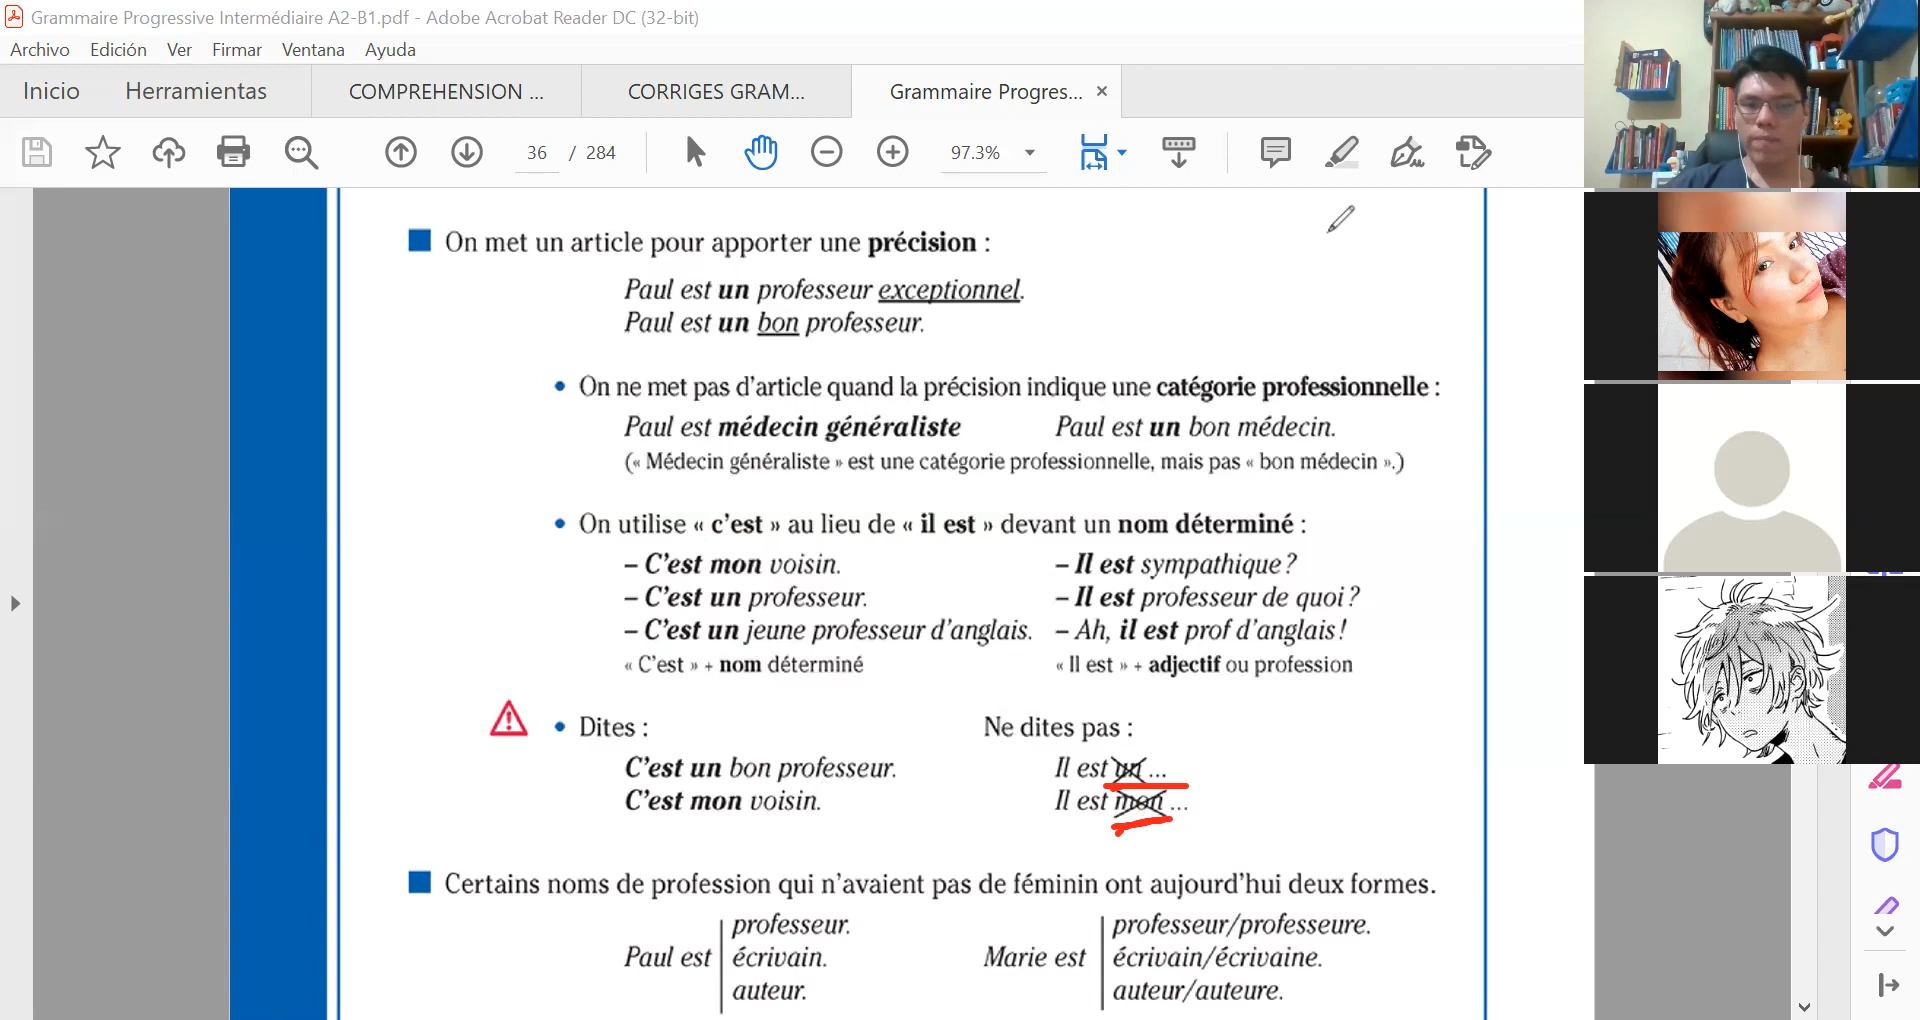 Grammaire Progressive Intermédiaire A2-B1.pdf - Adobe Acrobat Reader DC (32-bit)
Archivo Edición Ver Firmar Ventana Ayuda
Inicio Herramientas COMPREHENSION ... CORRIGES GRAM... Grammaire Progres... ×
36 / 284 97.3%
On met un article pour apporter une précision :
Paul est un professeur exceptionnel.
Paul est un bon professeur.
• On ne met pas d'article quand la précision indique une catégorie professionnelle :
Paul est médecin généraliste Paul est un bon médecin.
(« Médecin généraliste » est une catégorie professionnelle, mais pas « bon médecin ».)
• On utilise « c'est » au lieu de « il est » devant un nom déterminé :
– C'est mon voisin. – Il est sympathique ?
– C'est un professeur. – Il est professeur de quoi ?
– C'est un jeune professeur d'anglais. – Ah, il est prof d'anglais !
« C'est » + nom déterminé « Il est » + adjectif ou profession
• Dites : Ne dites pas :
C'est un bon professeur. Il est un ...
C'est mon voisin. Il est mon ...
Certains noms de profession qui n'avaient pas de féminin ont aujourd'hui deux formes.
professeur. professeur/professeure.
Paul est écrivain. Marie est écrivain/écrivaine.
auteur. auteur/auteure.